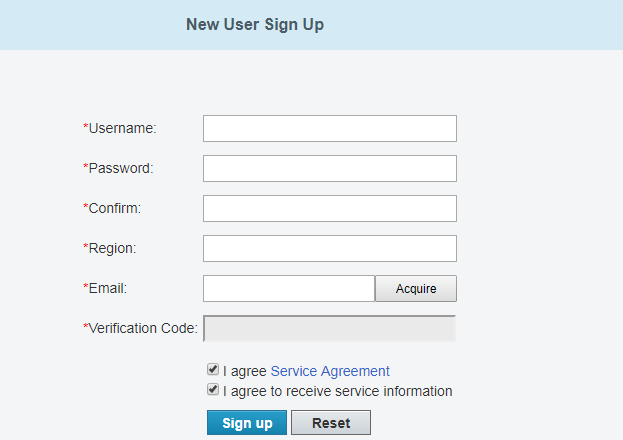 New User Sign Up
*Username:
*Password:
*Confirm:
*Region:
*Email: Acquire
*Verification Code:
I agree Service Agreement
I agree to receive service information
Sign up Reset